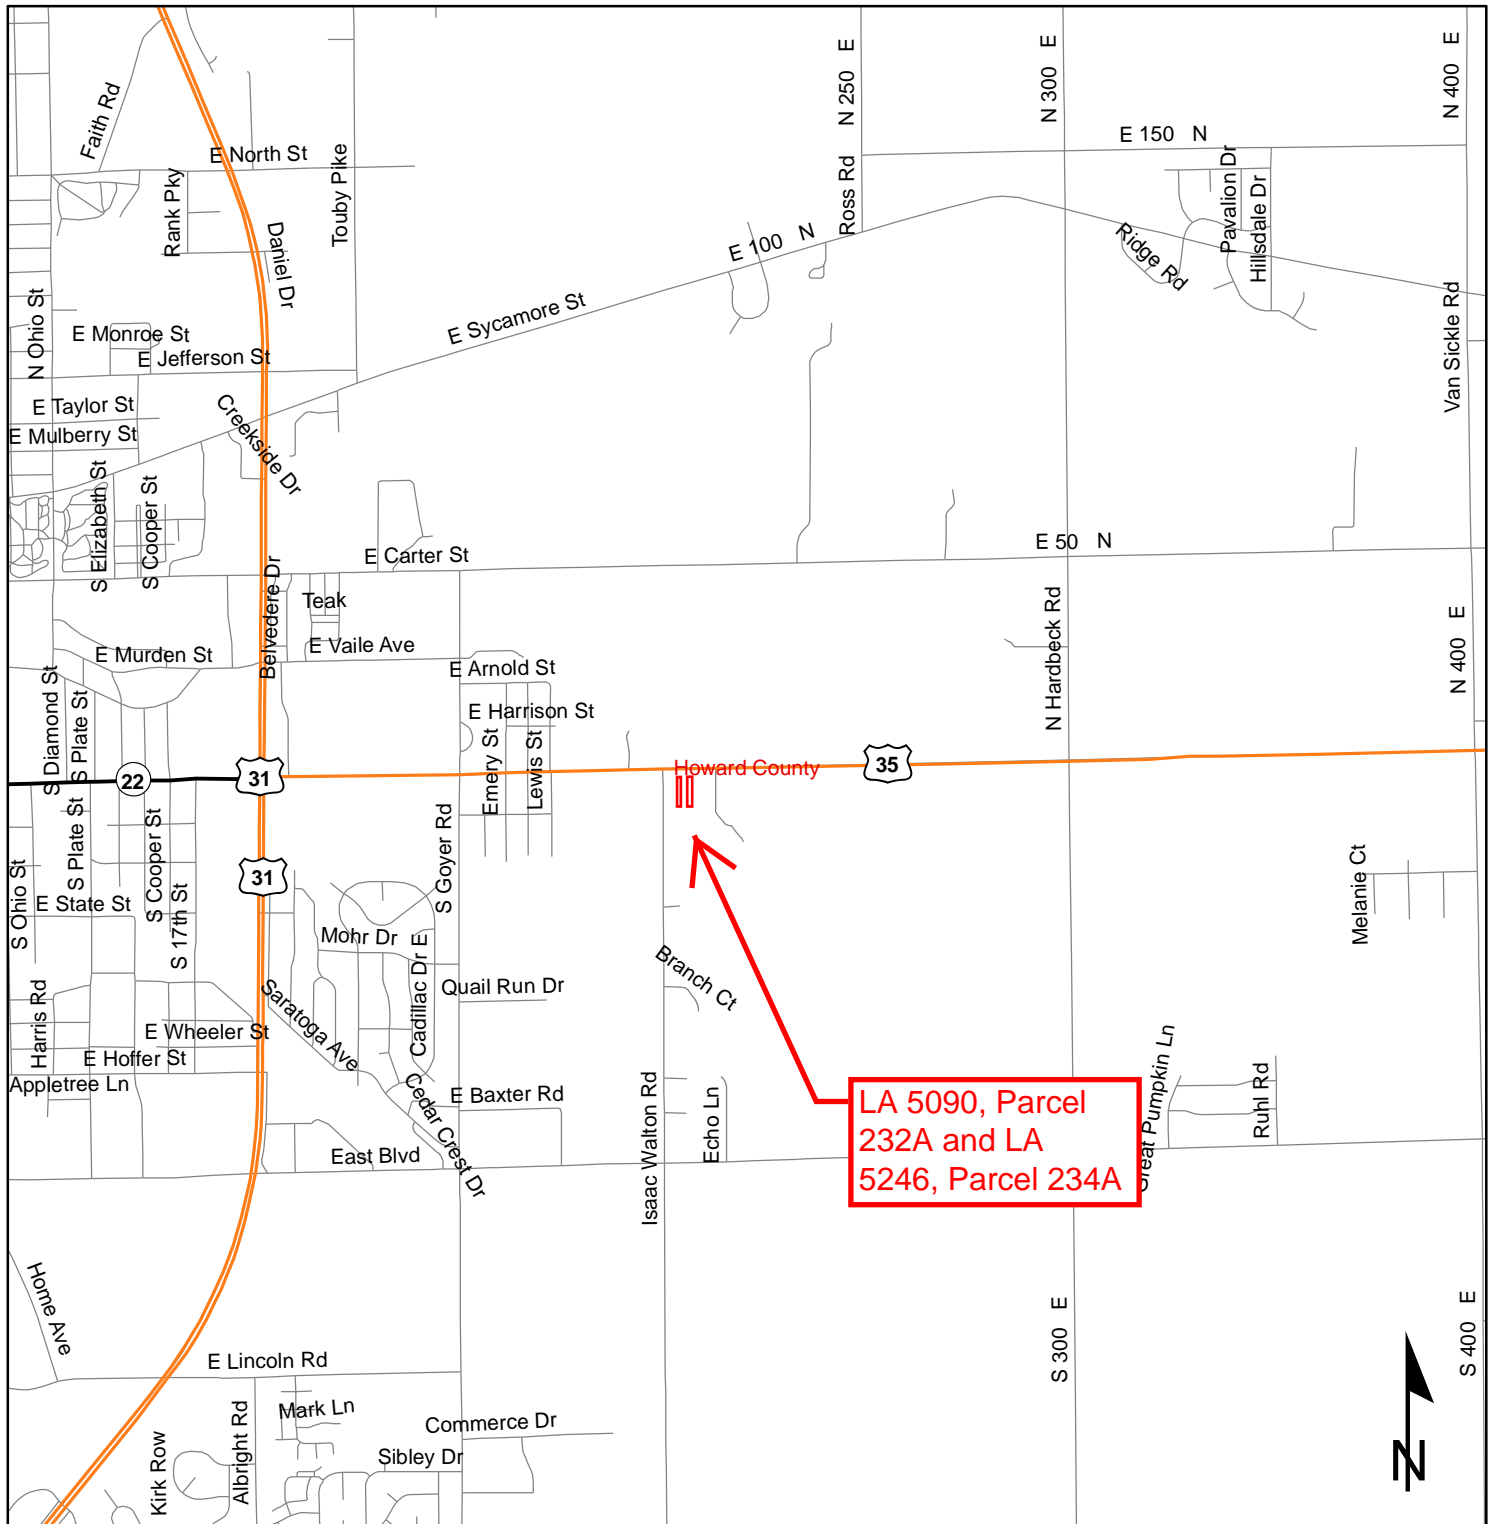 N 250 E
N 300 E
N 400 E
Faith Rd
E North St
E 150 N
Rank Pky
Touby Pike
Ross Rd
Pavalion Dr
Hillsdale Dr
Daniel Dr
E 100 N
Ridge Rd
N Ohio St
E Monroe St
E Jefferson St
E Sycamore St
Van Sickle Rd
E Taylor St
E Mulberry St
Creekside Dr
S Elizabeth St
S Cooper St
E Carter St
E 50 N
Belvedere Dr
Teak
E Vaile Ave
E Murden St
E Arnold St
N Hardbeck Rd
N 400 E
S Diamond St
S Plate St
E Harrison St
Emery St
Lewis St
22
31
Howard County
35
S Plate St
S Cooper St
S Goyer Rd
31
S Ohio St
E State St
S 17th St
Mohr Dr
Cadillac Dr E
Melanie Ct
Branch Ct
Quail Run Dr
Harris Rd
Saratoga Ave
E Wheeler St
E Hoffer St
Appletree Ln
Cedar Crest Dr
E Baxter Rd
Isaac Walton Rd
Echo Ln
LA 5090, Parcel
232A and LA
5246, Parcel 234A
Great Pumpkin Ln
Ruhl Rd
East Blvd
Home Ave
E Lincoln Rd
S 300 E
S 400 E
Mark Ln
Albright Rd
Kirk Row
Commerce Dr
Sibley Dr
N